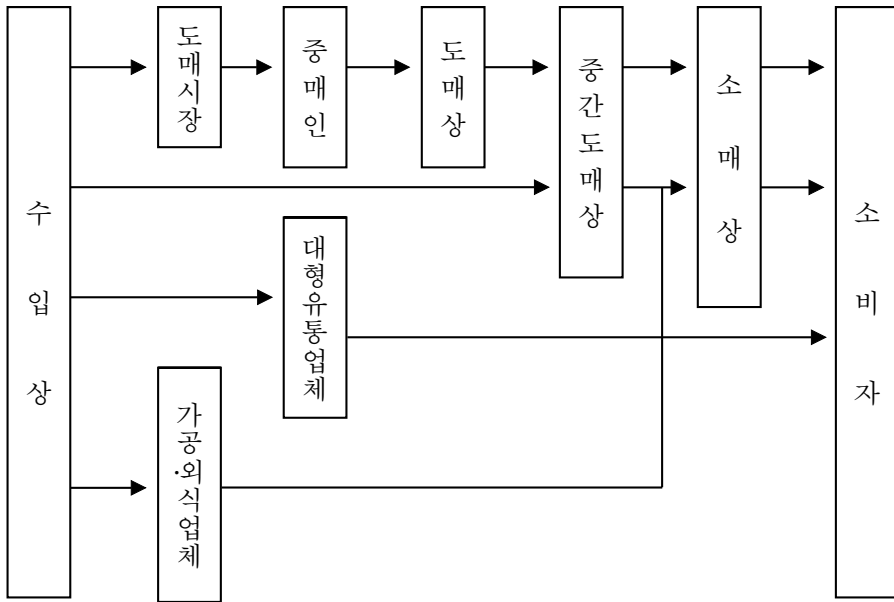 수입상
도매시장
중매인
도매상
중간도매상
소매상
소비자
대형유통업체
가공·외식업체